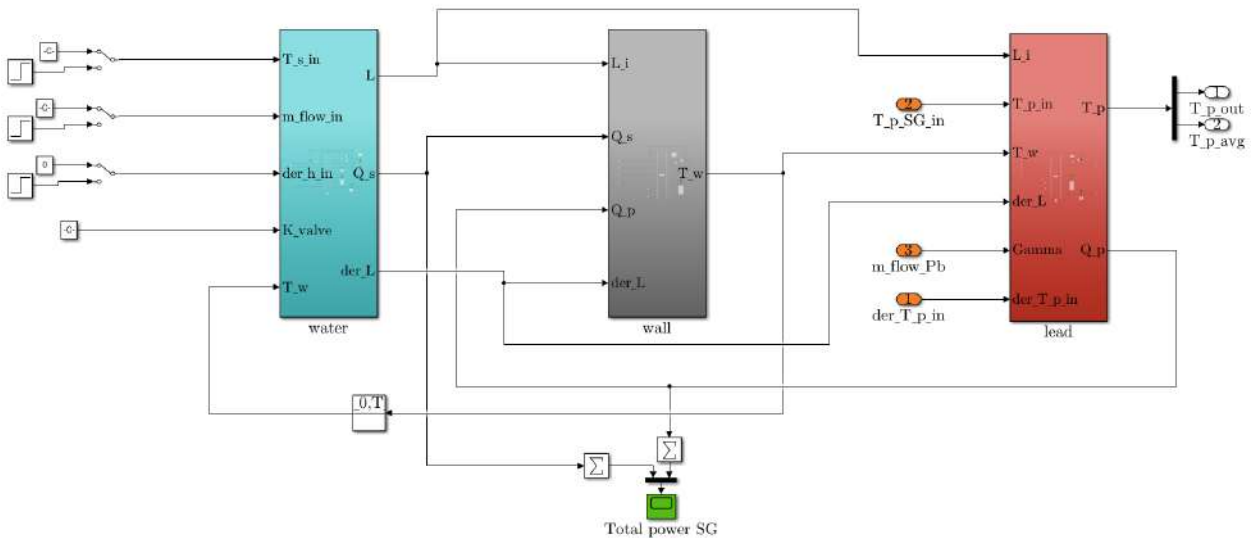 -C-
-C-
0
-C-
T_s_in
m_flow_in
der_h_in
K_valve
T_w
L
Q_s
der_L
water
L_i
Q_s
Q_p
der_L
T_w
wall
2
T_p_SG_in
3
m_flow_Pb
1
der_T_p_in
L_i
T_p_in
T_w
der_L
Gamma
der_T_p_in
T_p
Q_p
lead
1
T_p_out
2
T_p_avg
_0,T
Σ
Σ
Total power SG